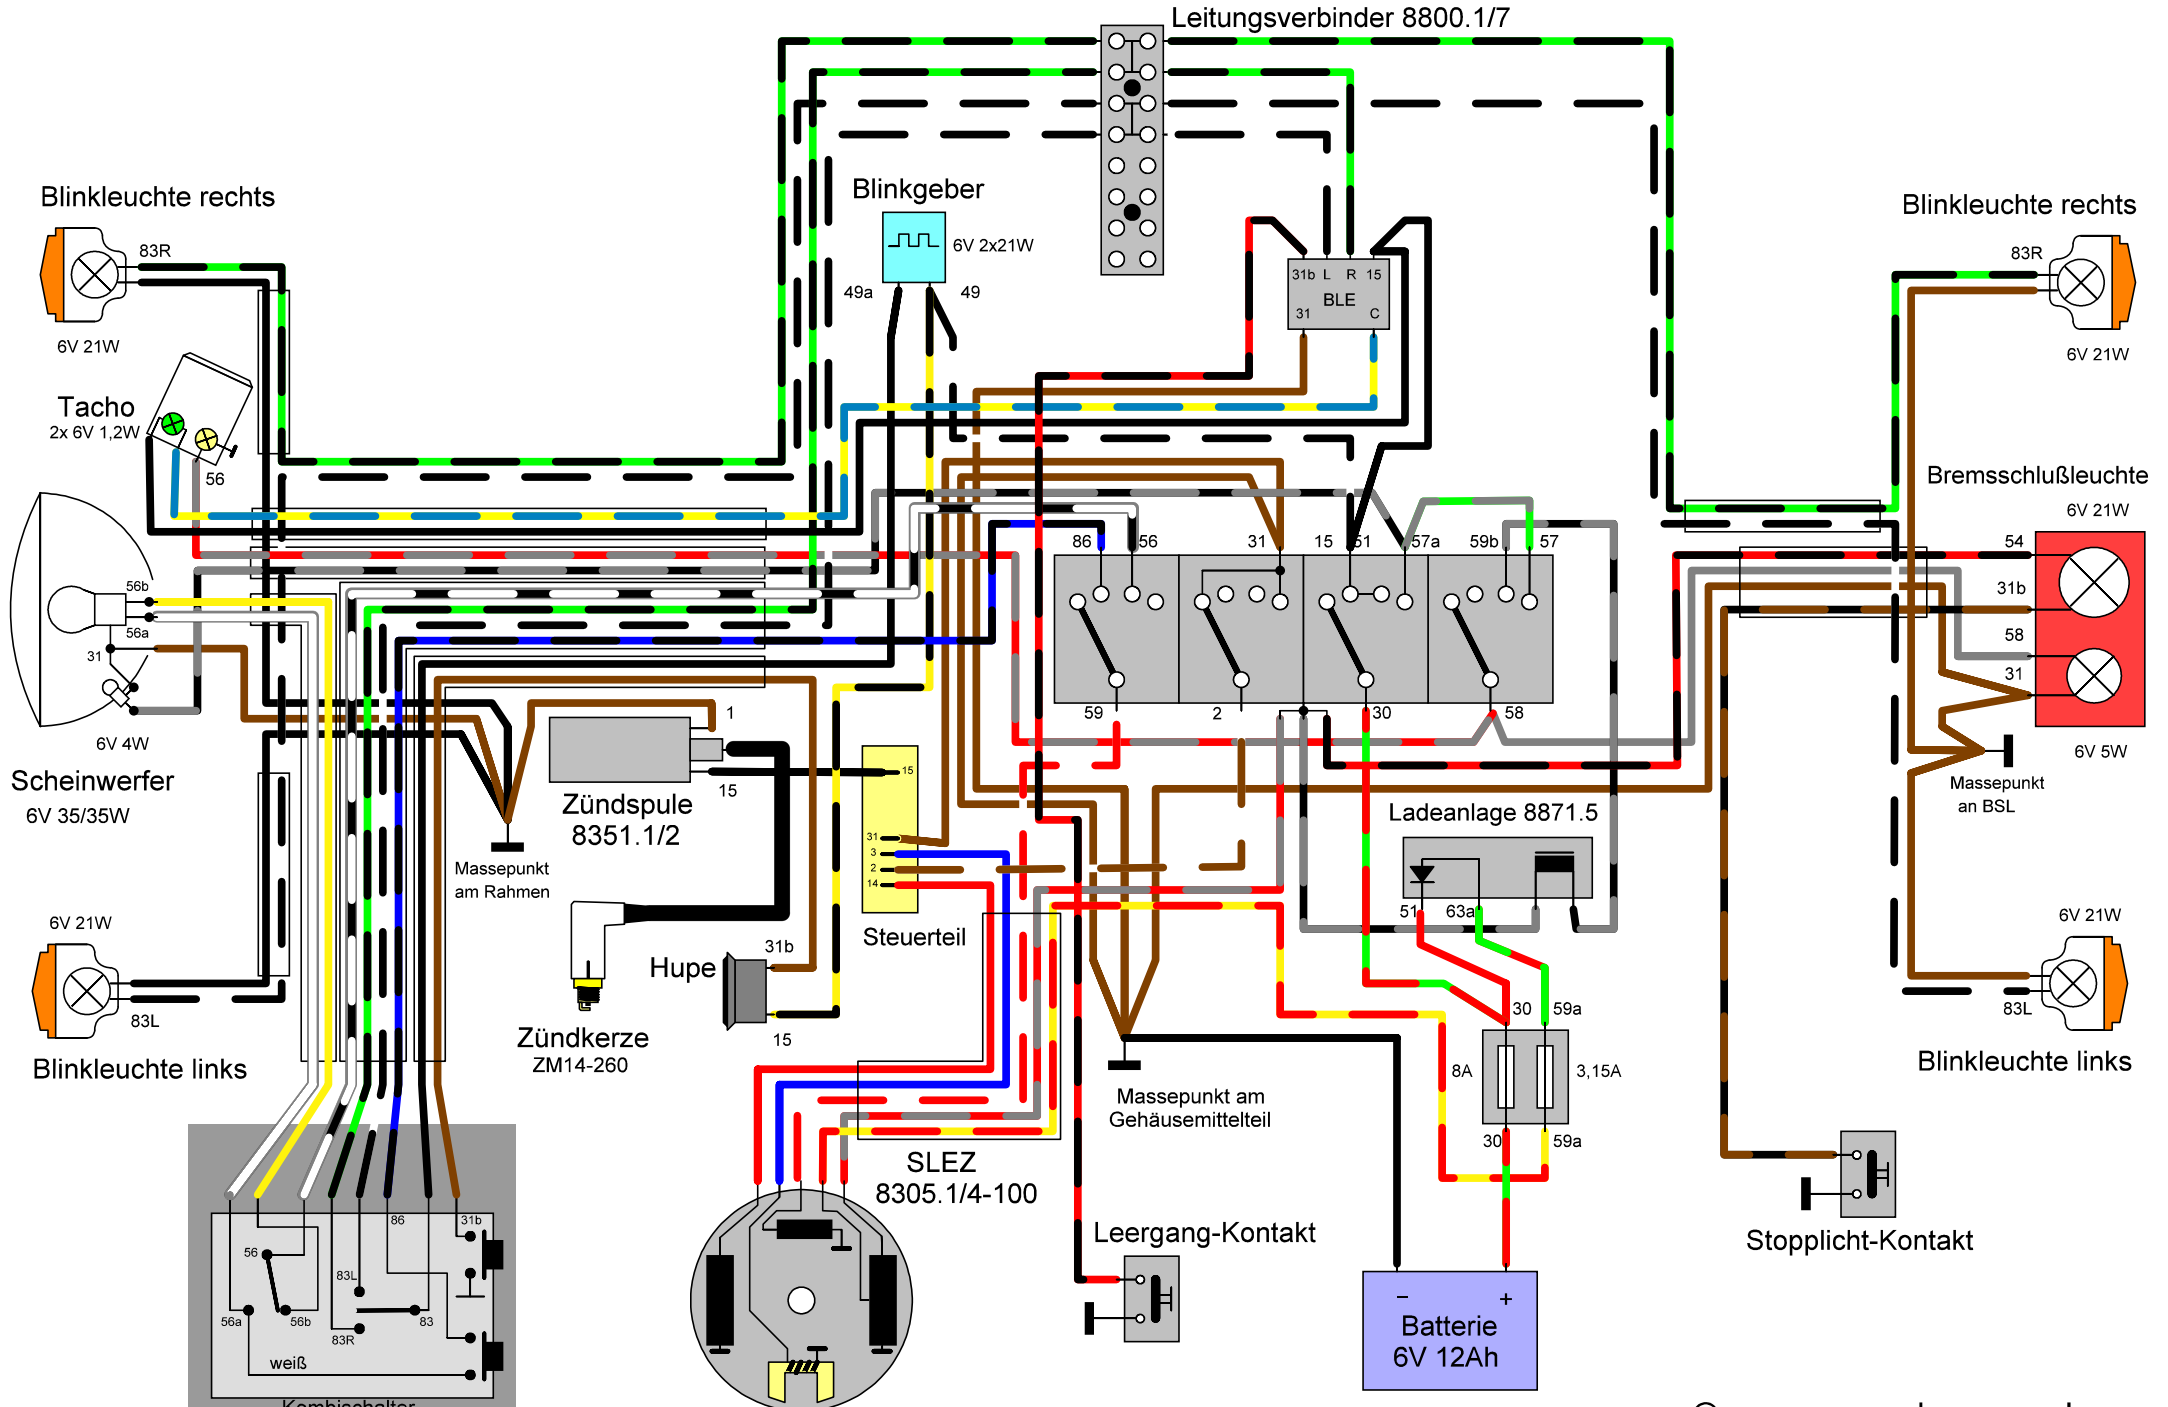 Leitungsverbinder 8800.1/7
Blinkleuchte rechts
83R
6V 21W
Blinkgeber
6V 2x21W
49a
49
31b L R 15
BLE
31 C
Blinkleuchte rechts
83R
6V 21W
Tacho
2x 6V 1,2W
56
Bremsschlußleuchte
6V 21W
54
31b
58
31
6V 5W
86
56
31
15
51
57a
59b
57
59
2
30
58
56b
56a
31
6V 4W
Scheinwerfer
6V 35/35W
1
15
Zündspule
8351.1/2
15
31
3
2
14
Steuerteil
Massepunkt
am Rahmen
Massepunkt
an BSL
Ladeanlage 8871.5
51
63a
6V 21W
83L
Blinkleuchte links
31b
Hupe
15
Zündkerze
ZM14-260
30
59a
8A
3,15A
30
59a
Massepunkt am
Gehäusemittelteil
6V 21W
83L
Blinkleuchte links
SLEZ
8305.1/4-100
Leergang-Kontakt
Stopplicht-Kontakt
86
31b
56
83L
56a
56b
83R
83
weiß
Kombischalter
− +
Batterie
6V 12Ah